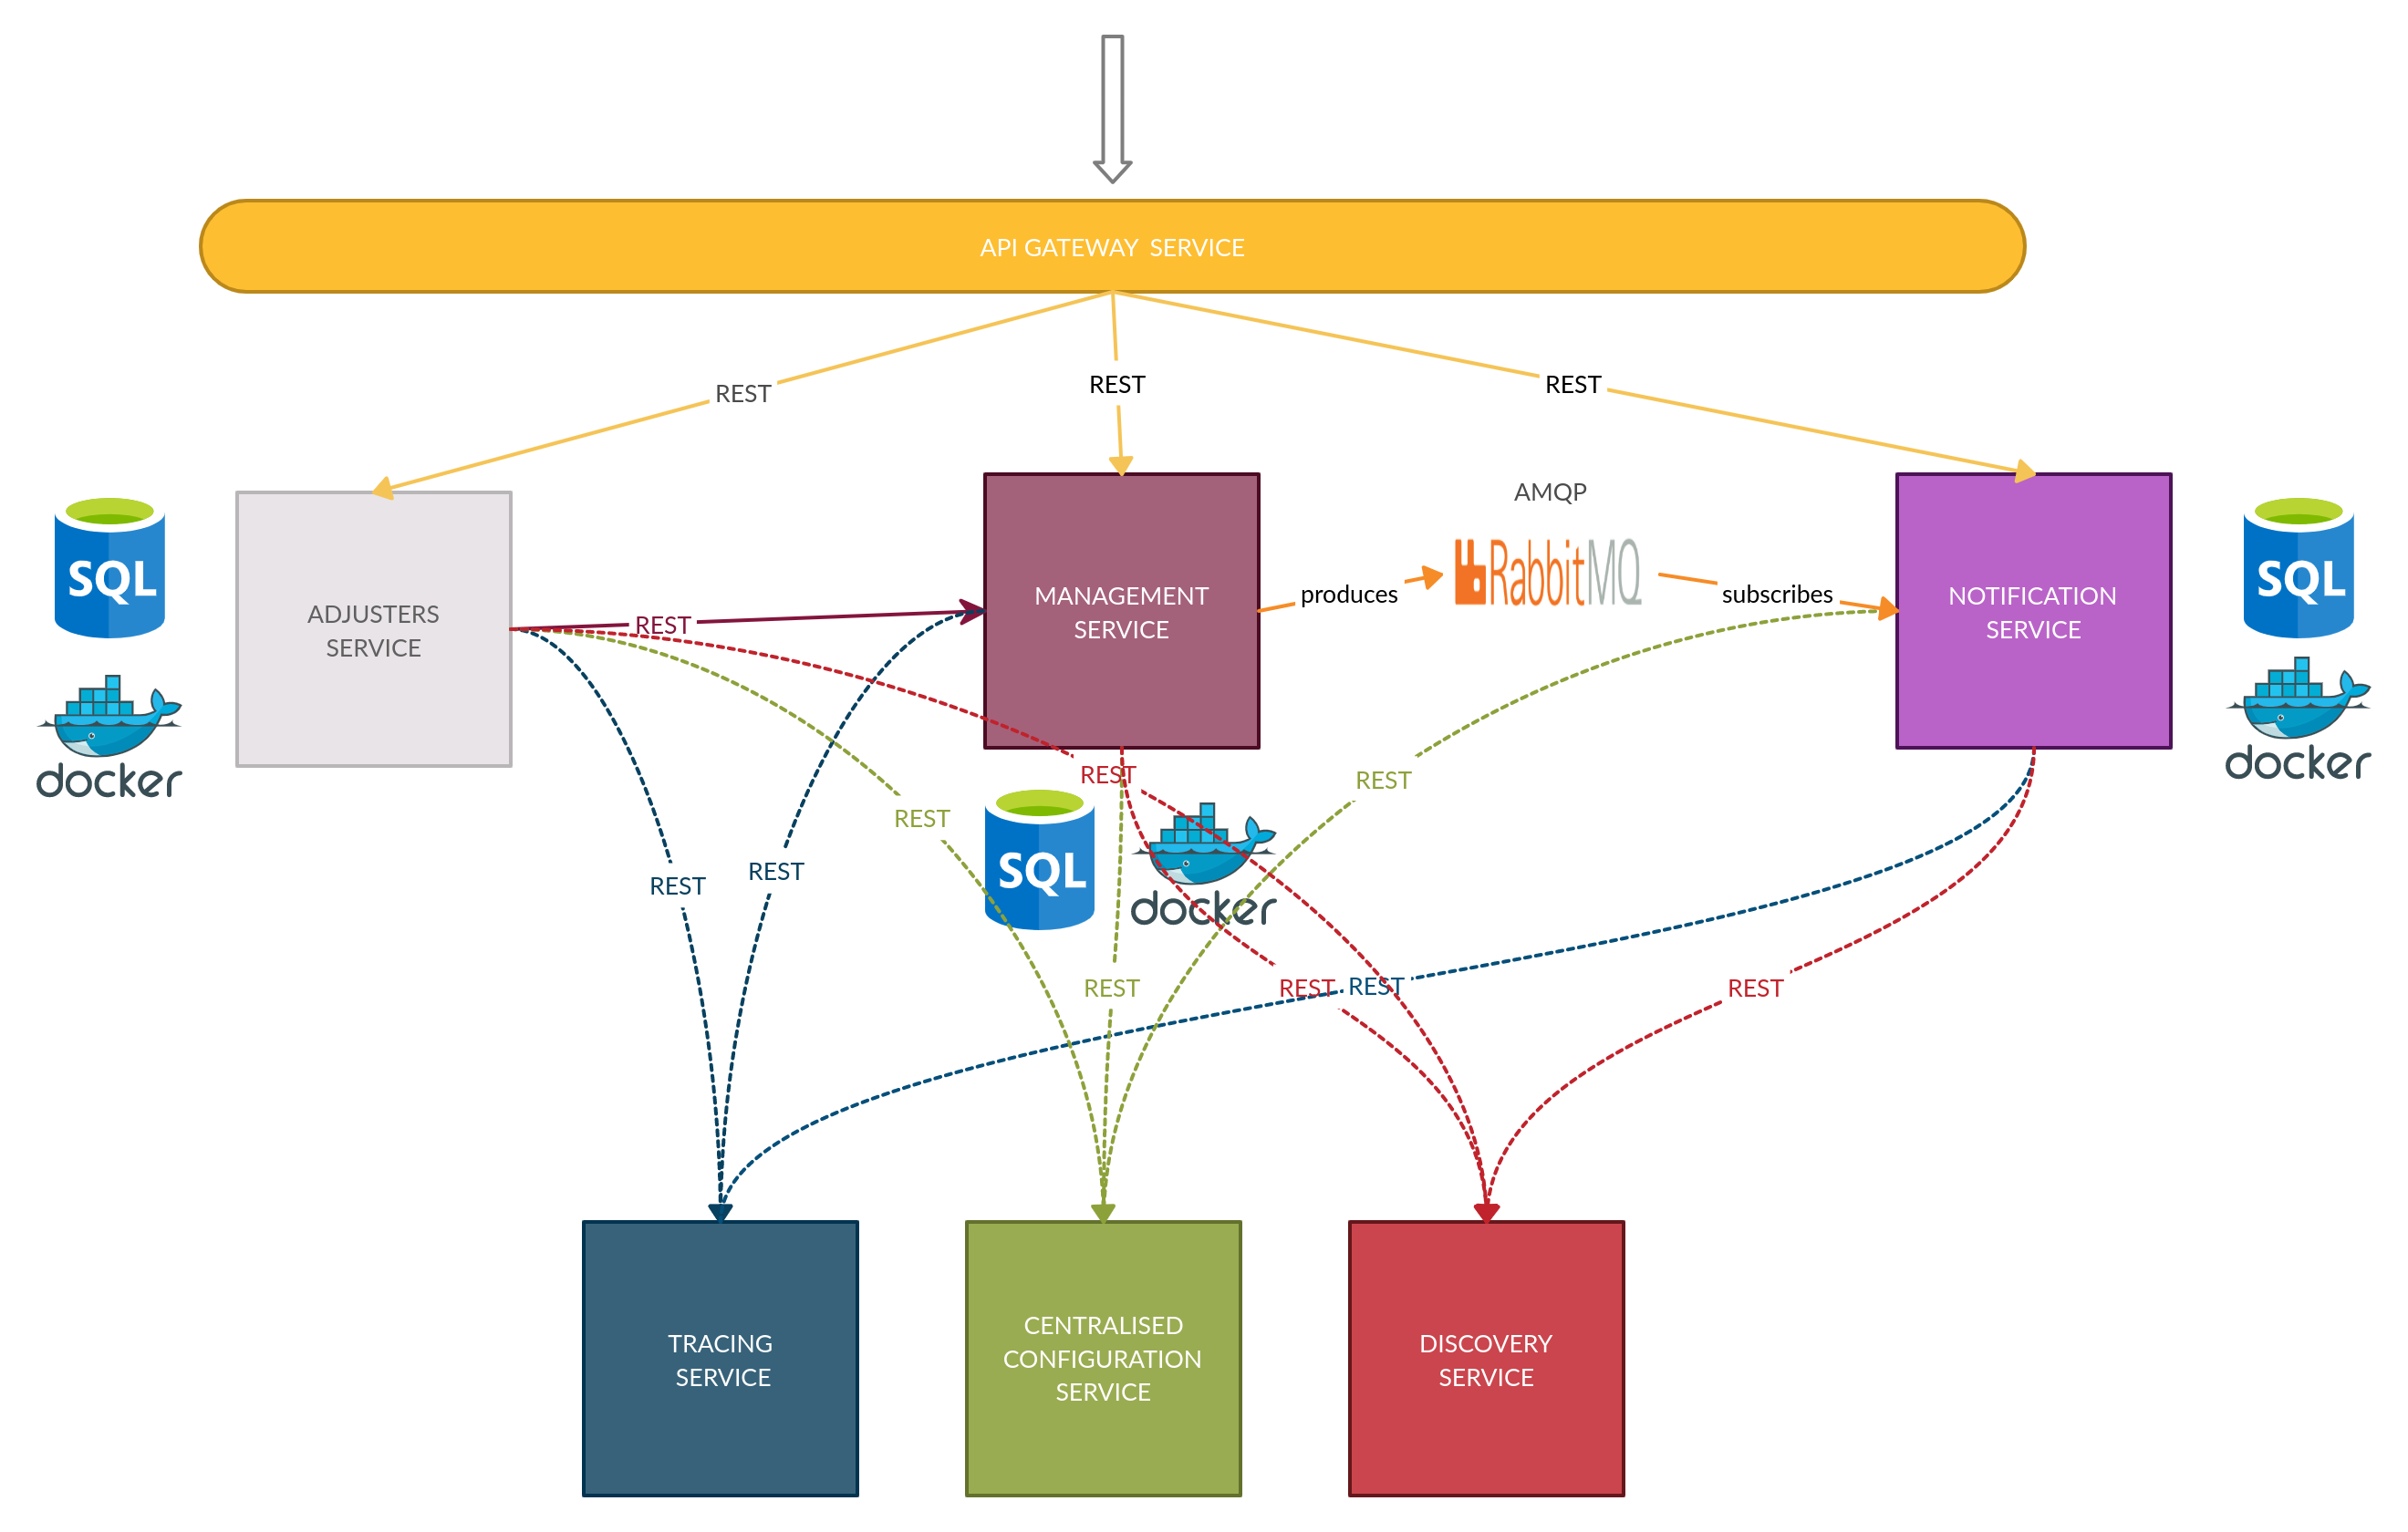 API GATEWAY  SERVICE
REST
REST
REST
AMQP
SQL
SQL
RabbitMQ
ADJUSTERS
SERVICE
REST
MANAGEMENT
SERVICE
produces
subscribes
NOTIFICATION
SERVICE
docker
docker
REST
REST
REST
REST
REST
SQL
docker
REST
REST
REST
REST
TRACING
SERVICE
CENTRALISED
CONFIGURATION
SERVICE
DISCOVERY
SERVICE